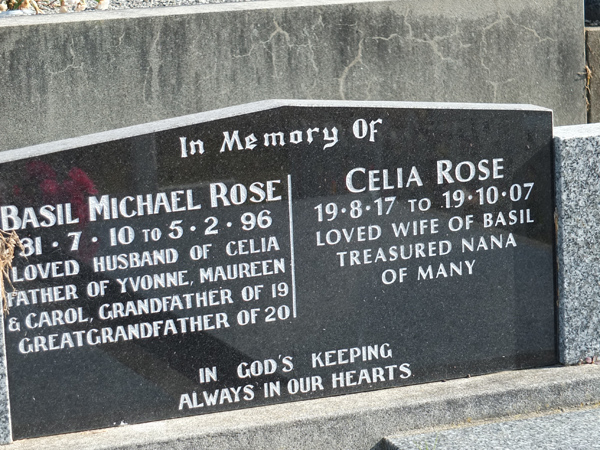 In Memory Of
BASIL MICHAEL ROSE
31·7·10 TO 5·2·96
LOVED HUSBAND OF CELIA
FATHER OF YVONNE, MAUREEN
& CAROL, GRANDFATHER OF 19
GREATGRANDFATHER OF 20
CELIA ROSE
19·8·17 TO 19·10·07
LOVED WIFE OF BASIL
TREASURED NANA
OF MANY
IN GOD'S KEEPING
ALWAYS IN OUR HEARTS